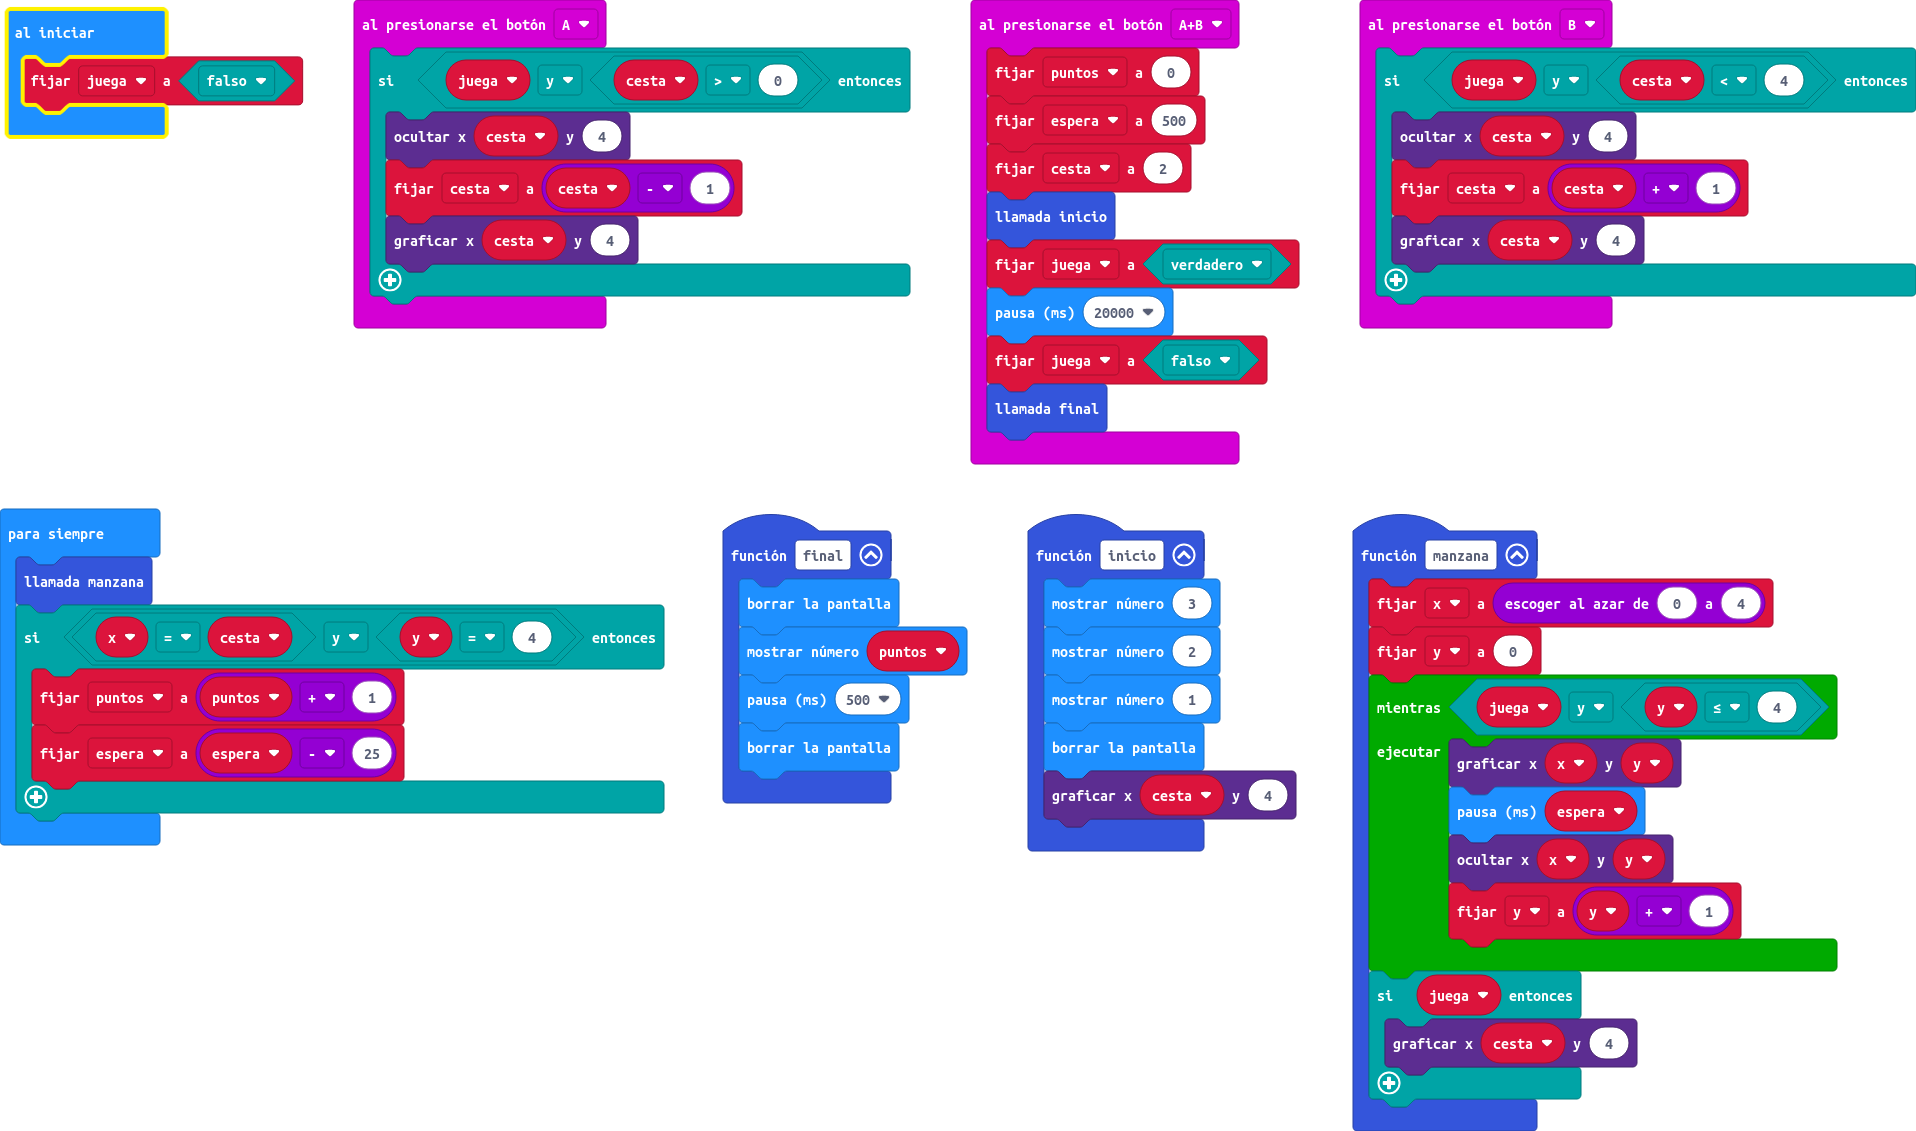 al iniciar
fijar juega a falso
al presionarse el botón A
si juega y cesta > 0 entonces
ocultar x cesta y 4
fijar cesta a cesta - 1
graficar x cesta y 4
al presionarse el botón A+B
fijar puntos a 0
fijar espera a 500
fijar cesta a 2
llamada inicio
fijar juega a verdadero
pausa (ms) 20000
fijar juega a falso
llamada final
al presionarse el botón B
si juega y cesta < 4 entonces
ocultar x cesta y 4
fijar cesta a cesta + 1
graficar x cesta y 4
para siempre
llamada manzana
si x = cesta y y = 4 entonces
fijar puntos a puntos + 1
fijar espera a espera - 25
función final
borrar la pantalla
mostrar número puntos
pausa (ms) 500
borrar la pantalla
función inicio
mostrar número 3
mostrar número 2
mostrar número 1
borrar la pantalla
graficar x cesta y 4
función manzana
fijar x a escoger al azar de 0 a 4
fijar y a 0
mientras juega y y ≤ 4
ejecutar
graficar x x y y
pausa (ms) espera
ocultar x x y y
fijar y a y + 1
si juega entonces
graficar x cesta y 4